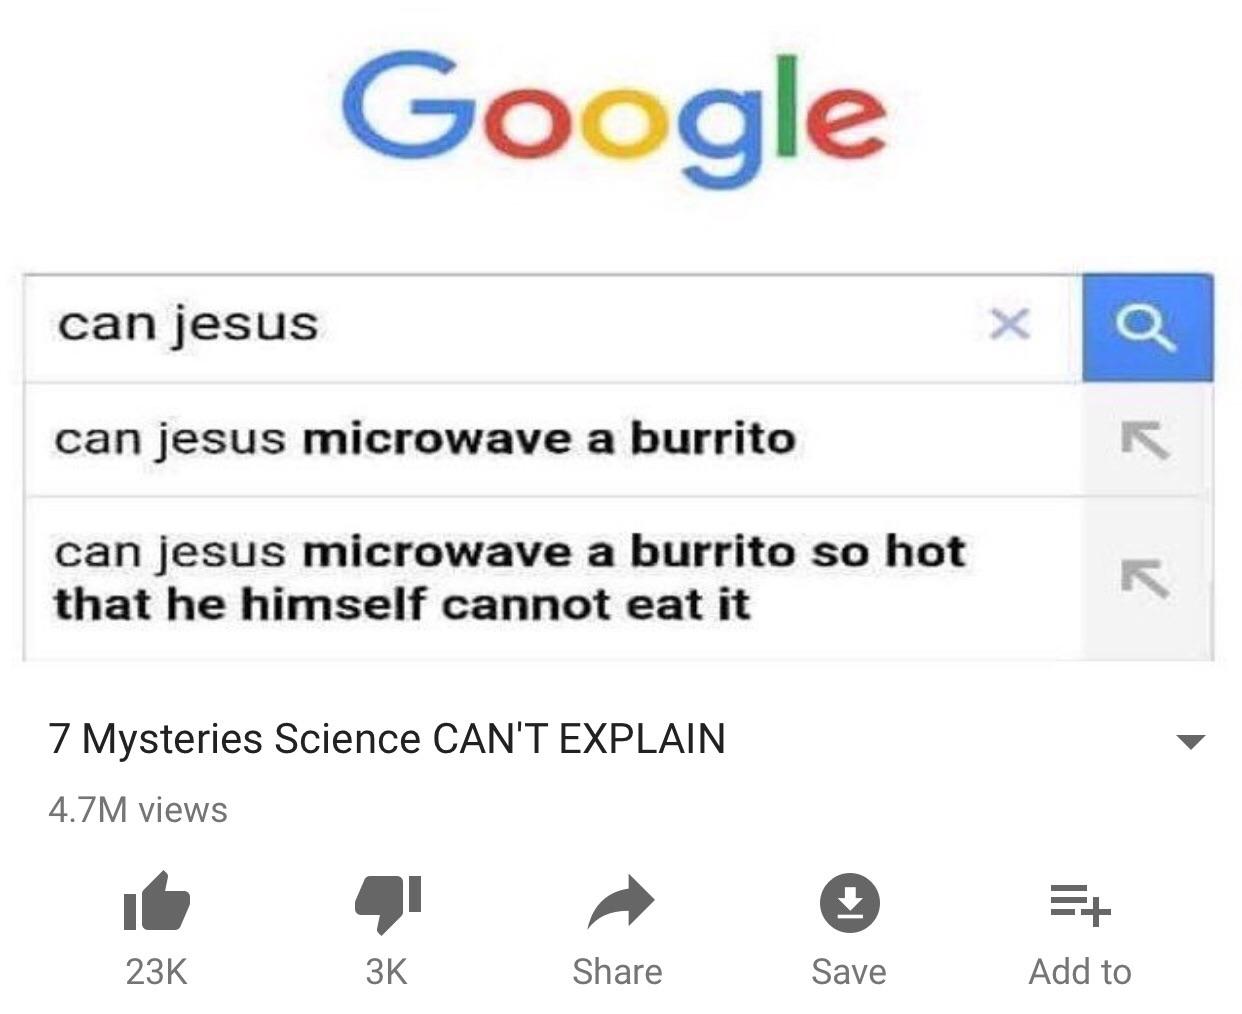 Google
can jesus
can jesus microwave a burrito
can jesus microwave a burrito so hot
that he himself cannot eat it
7 Mysteries Science CAN'T EXPLAIN
4.7M views
23K
3K
Share
Save
Add to